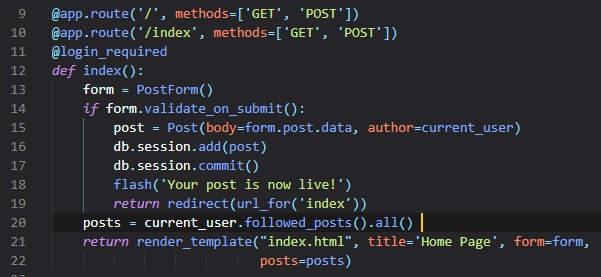 9 @app.route('/', methods=['GET', 'POST'])
10 @app.route('/index', methods=['GET', 'POST'])
11 @login_required
12 def index():
13     form = PostForm()
14     if form.validate_on_submit():
15         post = Post(body=form.post.data, author=current_user)
16         db.session.add(post)
17         db.session.commit()
18         flash('Your post is now live!')
19         return redirect(url_for('index'))
20     posts = current_user.followed_posts().all()
21     return render_template("index.html", title='Home Page', form=form,
22                            posts=posts)